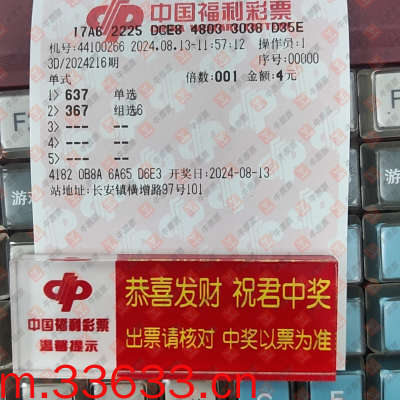 中国福利彩票
17A6 2225 DCE8 4803 3038 D35E
机号:44100266 2024.08.13-11:57:12 操作员:1
3D/2024216期 序号:00000
单式 倍数:001 金额:4元
1> 637 单选
2> 367 组选6
3> --- --
4> --- --
5> --- --
4182 0B8A 6A65 D6E3 开奖日:2024-08-13
站地址:长安镇横增路97号101
中国福利彩票
温馨提示
恭喜发财 祝君中奖
出票请核对 中奖以票为准
m.33633.cn